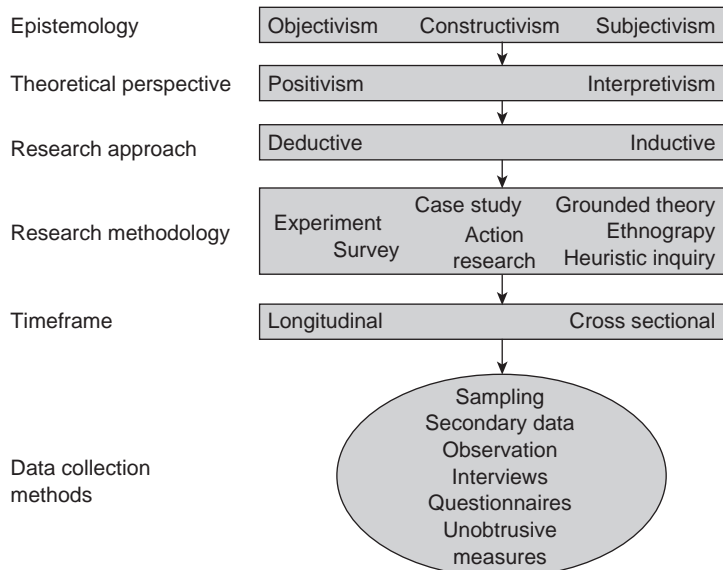 Epistemology
Objectivism Constructivism Subjectivism
Theoretical perspective
Positivism Interpretivism
Research approach
Deductive Inductive
Research methodology
Experiment
Survey
Case study
Action
research
Grounded theory
Ethnograpy
Heuristic inquiry
Timeframe
Longitudinal Cross sectional
Data collection
methods
Sampling
Secondary data
Observation
Interviews
Questionnaires
Unobtrusive
measures